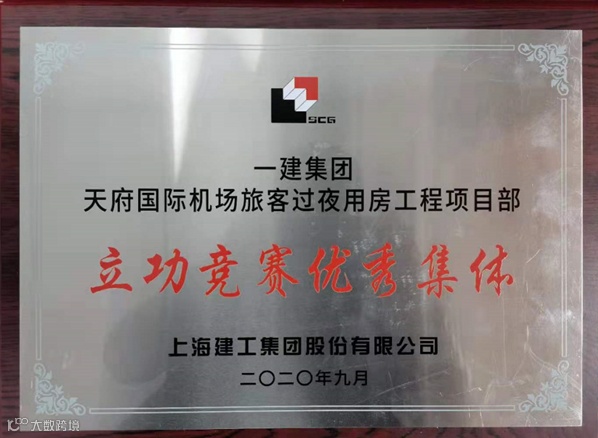 SCG
一建集团
天府国际机场旅客过夜用房工程项目部
立功竞赛优秀集体
上海建工集团股份有限公司
二〇二〇年九月
大数跨境